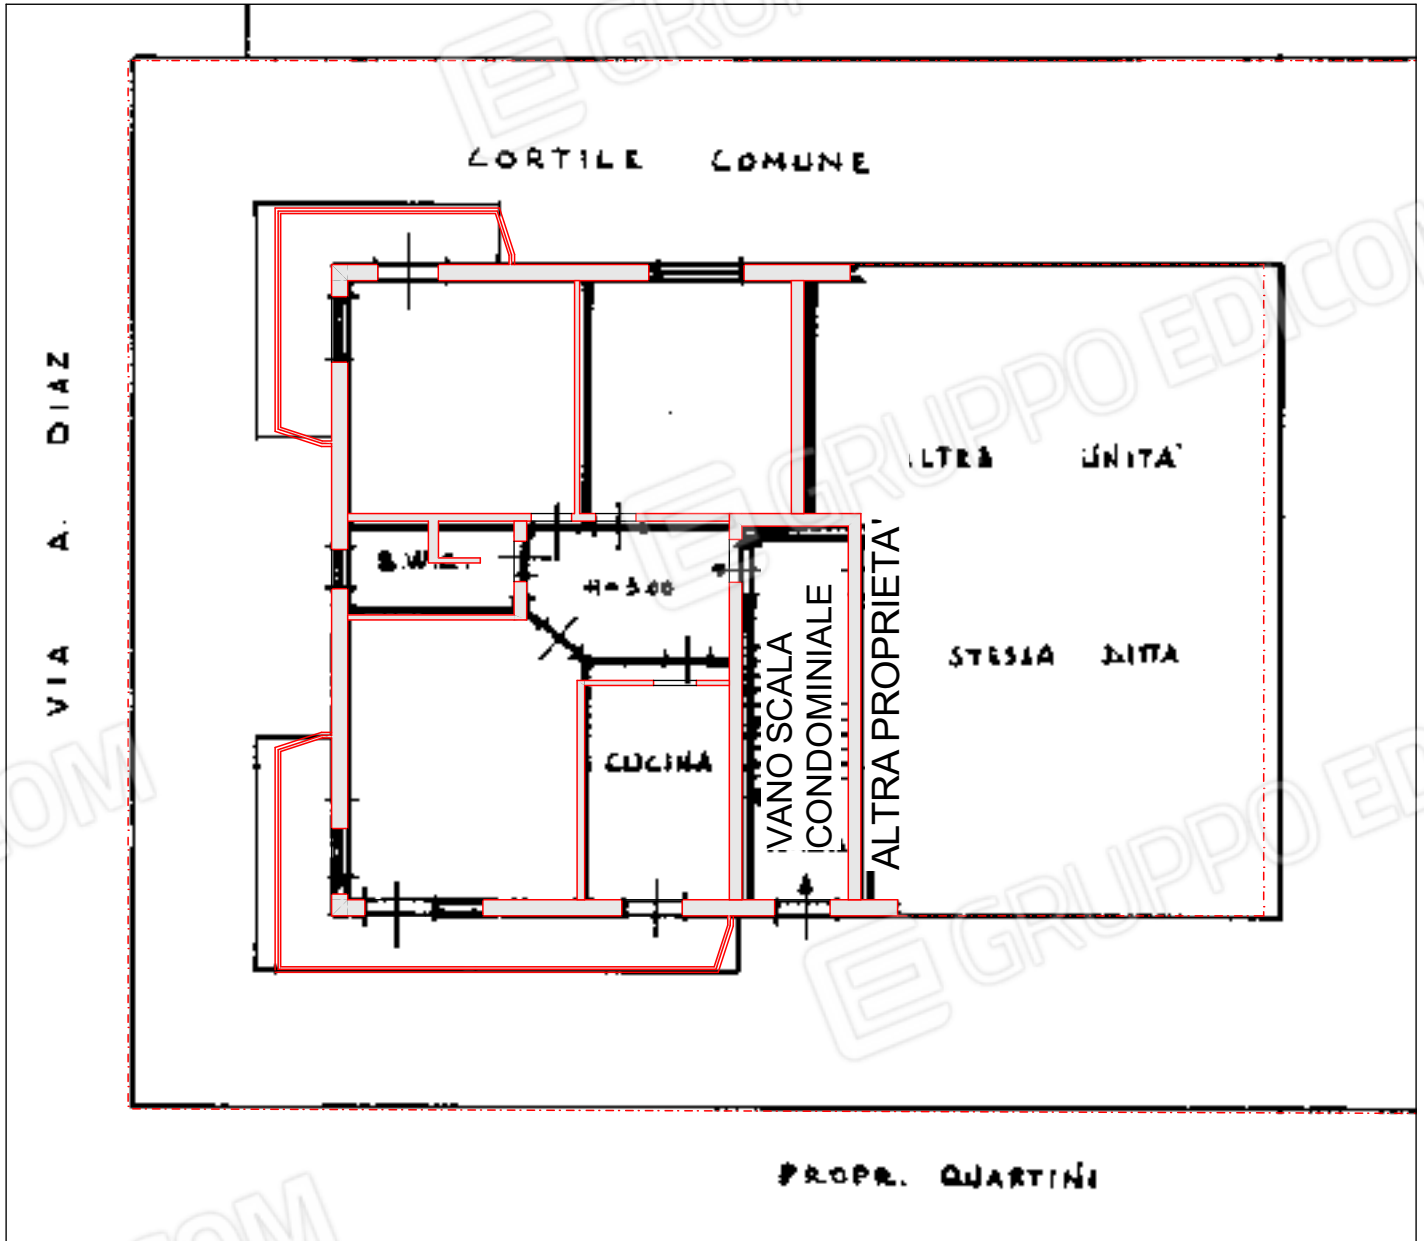 GRUPPO EDICOM
CORTILE COMUNE
VIA A. DIAZ
ALTRA UNITA'
B.W.C.
H=3.00
STESSA DITTA
CUCINA
VANO SCALA
CONDOMINIALE
ALTRA PROPRIETA'
PROPR. QUARTINI